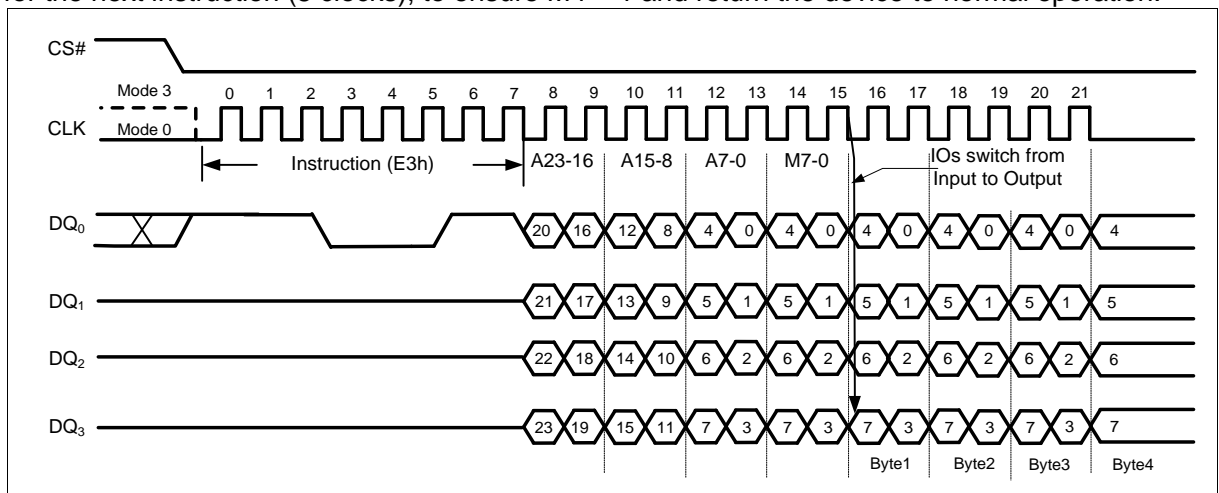 for the next instruction (8 clocks), to ensure M4 = 1 and return the device to normal operation.
CS#
Mode 3
0 1 2 3 4 5 6 7 8 9 10 11 12 13 14 15 16 17 18 19 20 21
CLK
Mode 0
Instruction (E3h)
A23-16 A15-8 A7-0 M7-0
IOs switch from
Input to Output
DQ0 20 16 12 8 4 0 4 0 4 0 4 0 4 0 4
DQ1 21 17 13 9 5 1 5 1 5 1 5 1 5 1 5
DQ2 22 18 14 10 6 2 6 2 6 2 6 2 6 2 6
DQ3 23 19 15 11 7 3 7 3 7 3 7 3 7 3 7
Byte1 Byte2 Byte3 Byte4